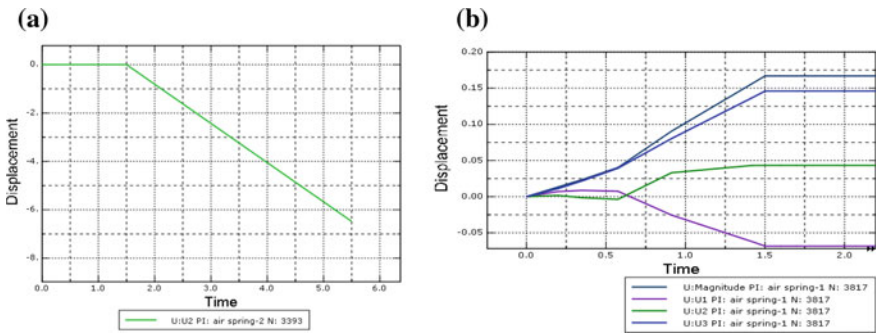 (a)
Displacement
0.
-2.
-4.
-6.
-8.
0.0 1.0 2.0 3.0 4.0 5.0 6.0
Time
U:U2 PI: air spring-2 N: 3393
(b)
Displacement
0.20
0.15
0.10
0.05
0.00
-0.05
0.0 0.5 1.0 1.5 2.0
Time
U:Magnitude PI: air spring-1 N: 3817
U:U1 PI: air spring-1 N: 3817
U:U2 PI: air spring-1 N: 3817
U:U3 PI: air spring-1 N: 3817